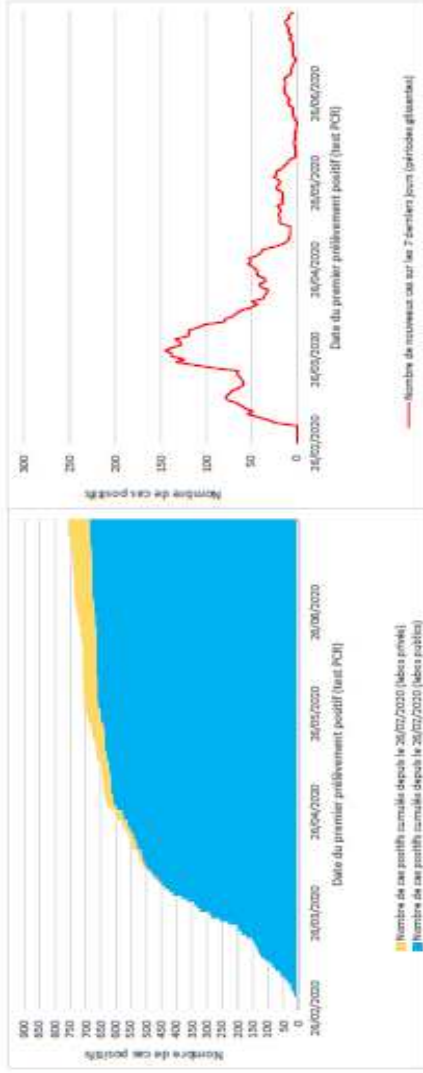 Nombre de cas positifs
900
850
800
750
700
650
600
550
500
450
400
350
300
250
200
150
100
50
0
26/02/2020 26/03/2020 26/04/2020 26/05/2020 26/06/2020
Date du premier prélèvement positif (test PCR)
Nombre de cas positifs cumulés depuis le 26/02/2020 (labos privés)
Nombre de cas positifs cumulés depuis le 26/02/2020 (labos publics)
Nombre de cas positifs
300
250
200
150
100
50
0
26/02/2020 26/03/2020 26/04/2020 26/05/2020 26/06/2020
Date du premier prélèvement positif (test PCR)
Nombre de nouveaux cas sur les 7 derniers jours (périodes glissantes)